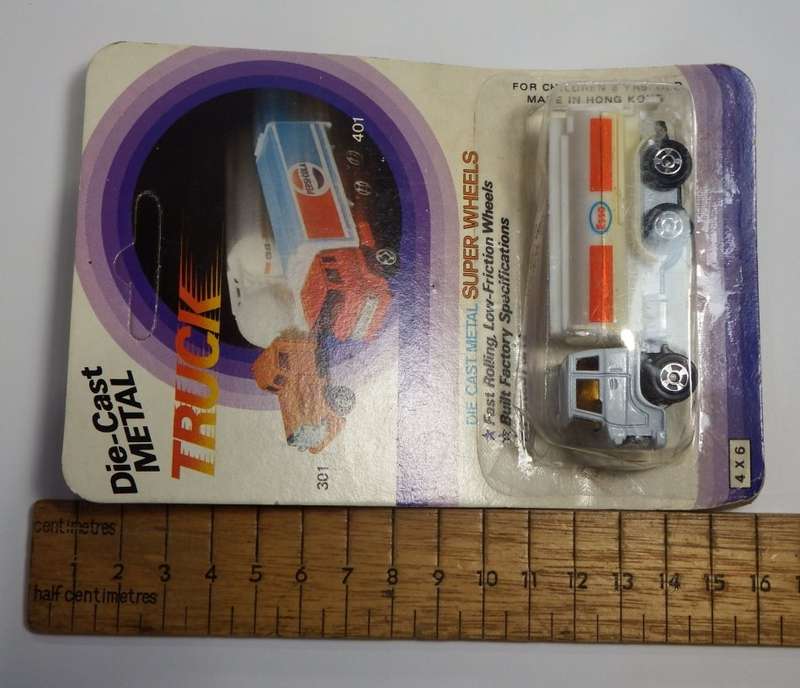 Die-Cast
METAL
TRUCK
301
401
DIE CAST METAL SUPER WHEELS
★ Fast Rolling, Low-Friction Wheels
☆ Built Factory Specifications
FOR CHILDREN
MADE IN HONG KONG
Esso
4 X 6
centimetres
1 2 3 4 5 6 7 8 9 10 11 12 13 14 15 16
half centimetres